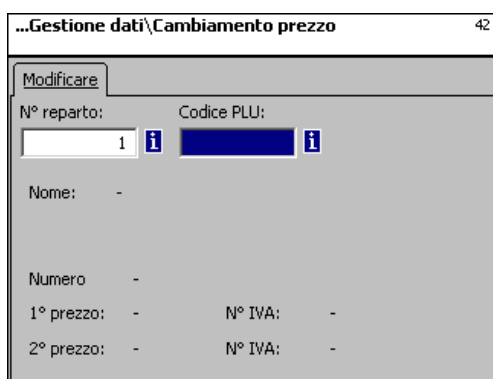 ...Gestione dati\Cambiamento prezzo 42
Modificare
N° reparto: Codice PLU:
1 i i
Nome: -
Numero -
1° prezzo: - N° IVA: -
2° prezzo: - N° IVA: -